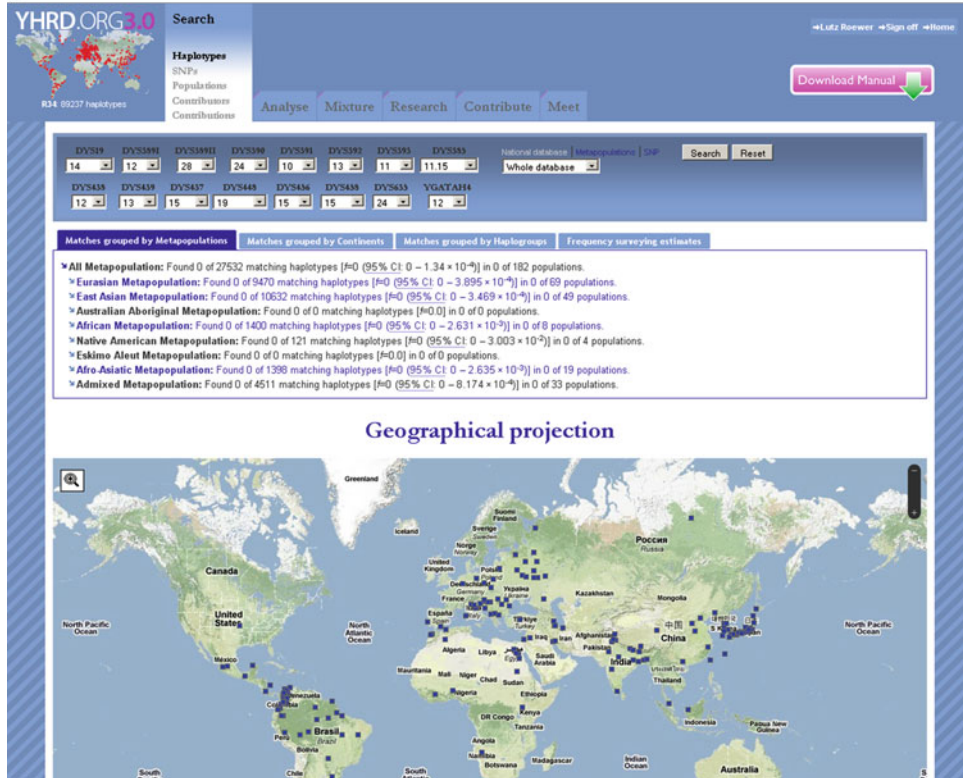 YHRD.ORG3.0
R34: 89237 haplotypes
Search
Haplotypes
SNPs
Populations
Contributors
Contributions
Analyse Mixture Research Contribute Meet
Lutz Roewer Sign off Home
Download Manual
DYS19 DYS389I DYS389II DYS390 DYS391 DYS392 DYS393 DYS385
14 12 28 24 10 13 11 11.15
National database | Metapopulations | SNP
Whole database
Search Reset
DYS438 DYS439 DYS437 DYS448 DYS456 DYS458 DYS635 YGATAH4
12 13 15 19 15 15 24 12
Matches grouped by Metapopulations Matches grouped by Continents Matches grouped by Haplogroups Frequency surveying estimates
All Metapopulation: Found 0 of 27532 matching haplotypes [f=0 (95% CI: 0 – 1.34 × 10⁻⁴)] in 0 of 182 populations.
Eurasian Metapopulation: Found 0 of 9470 matching haplotypes [f=0 (95% CI: 0 – 3.895 × 10⁻⁴)] in 0 of 69 populations.
East Asian Metapopulation: Found 0 of 10632 matching haplotypes [f=0 (95% CI: 0 – 3.469 × 10⁻⁴)] in 0 of 49 populations.
Australian Aboriginal Metapopulation: Found 0 of 0 matching haplotypes [f=0.0] in 0 of 0 populations.
African Metapopulation: Found 0 of 1400 matching haplotypes [f=0 (95% CI: 0 – 2.631 × 10⁻³)] in 0 of 8 populations.
Native American Metapopulation: Found 0 of 121 matching haplotypes [f=0 (95% CI: 0 – 3.003 × 10⁻²)] in 0 of 4 populations.
Eskimo Aleut Metapopulation: Found 0 of 0 matching haplotypes [f=0.0] in 0 of 0 populations.
Afro-Asiatic Metapopulation: Found 0 of 1398 matching haplotypes [f=0 (95% CI: 0 – 2.635 × 10⁻³)] in 0 of 19 populations.
Admixed Metapopulation: Found 0 of 4511 matching haplotypes [f=0 (95% CI: 0 – 8.174 × 10⁻⁴)] in 0 of 33 populations.
Geographical projection
Greenland
Iceland
Suomi
Finland
Sverige
Sweden
Norge
Norway
Россия
Russia
United
Kingdom
Poland
Deutschland
Germany
Україна
Ukraine
France
Kazakhstan
Mongolia
Canada
United
States
España
Spain
Italy
Türkiye
Turkey
中国
China
North Pacific
Ocean
North
Atlantic
Ocean
North Pacific
Ocean
Iraq Iran Afghanistan
Pakistan
Algeria Libya
Saudi
Arabia
México
India
Mauritania Mali Niger
Chad Sudan
Thailand
Venezuela
Nigeria Ethiopia
Kenya
DR Congo
Tanzania
Indonesia
Papua New
Guinea
Perú
Brasil
Brazil
Bolivia
Angola
Namibia
Botswana
Madagascar
Indian
Ocean
Australia
Chile
South
South